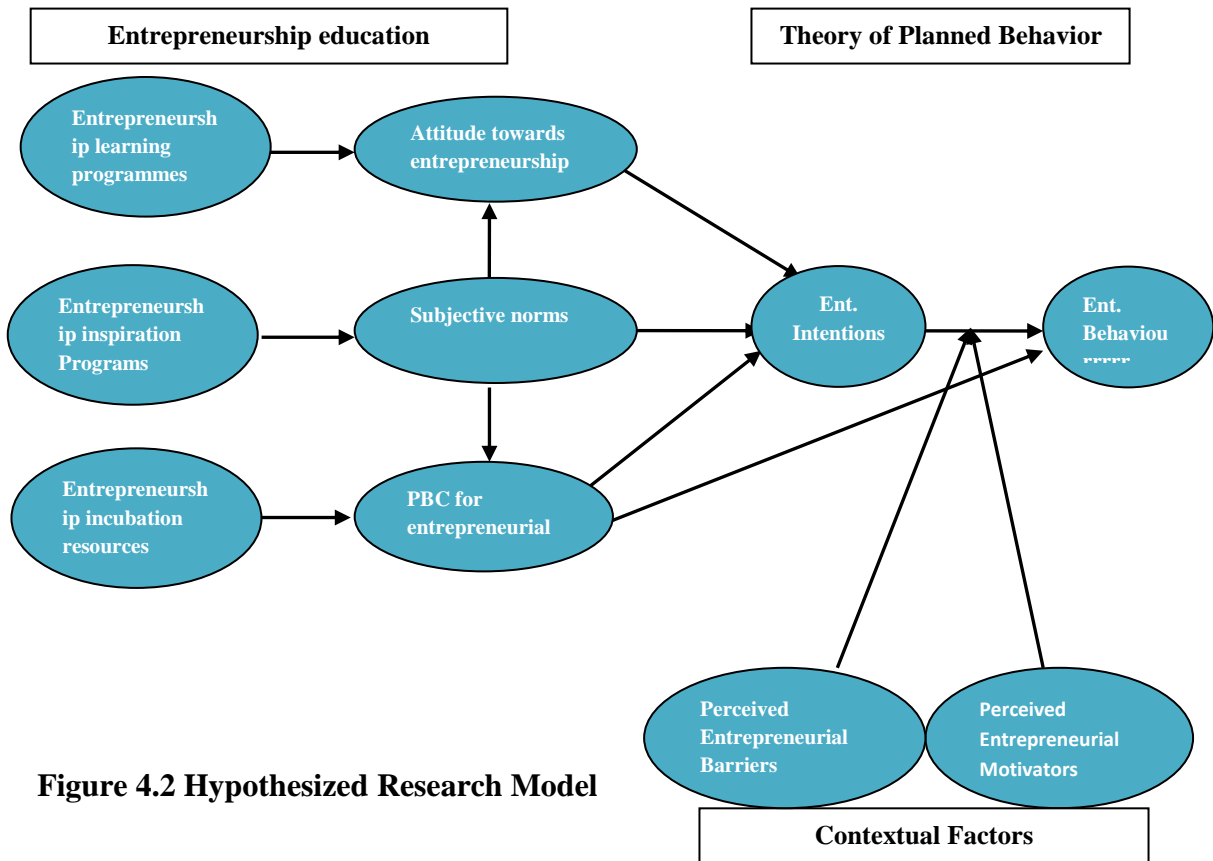 Entrepreneurship education
Theory of Planned Behavior
Entrepreneursh
ip learning
programmes
Attitude towards
entrepreneurship
Entrepreneursh
ip inspiration
Programs
Subjective norms
Ent.
Intentions
Ent.
Behaviou
rrrrr
Entrepreneursh
ip incubation
resources
PBC for
entrepreneurial
Perceived
Entrepreneurial
Barriers
Perceived
Entrepreneurial
Motivators
Figure 4.2 Hypothesized Research Model
Contextual Factors